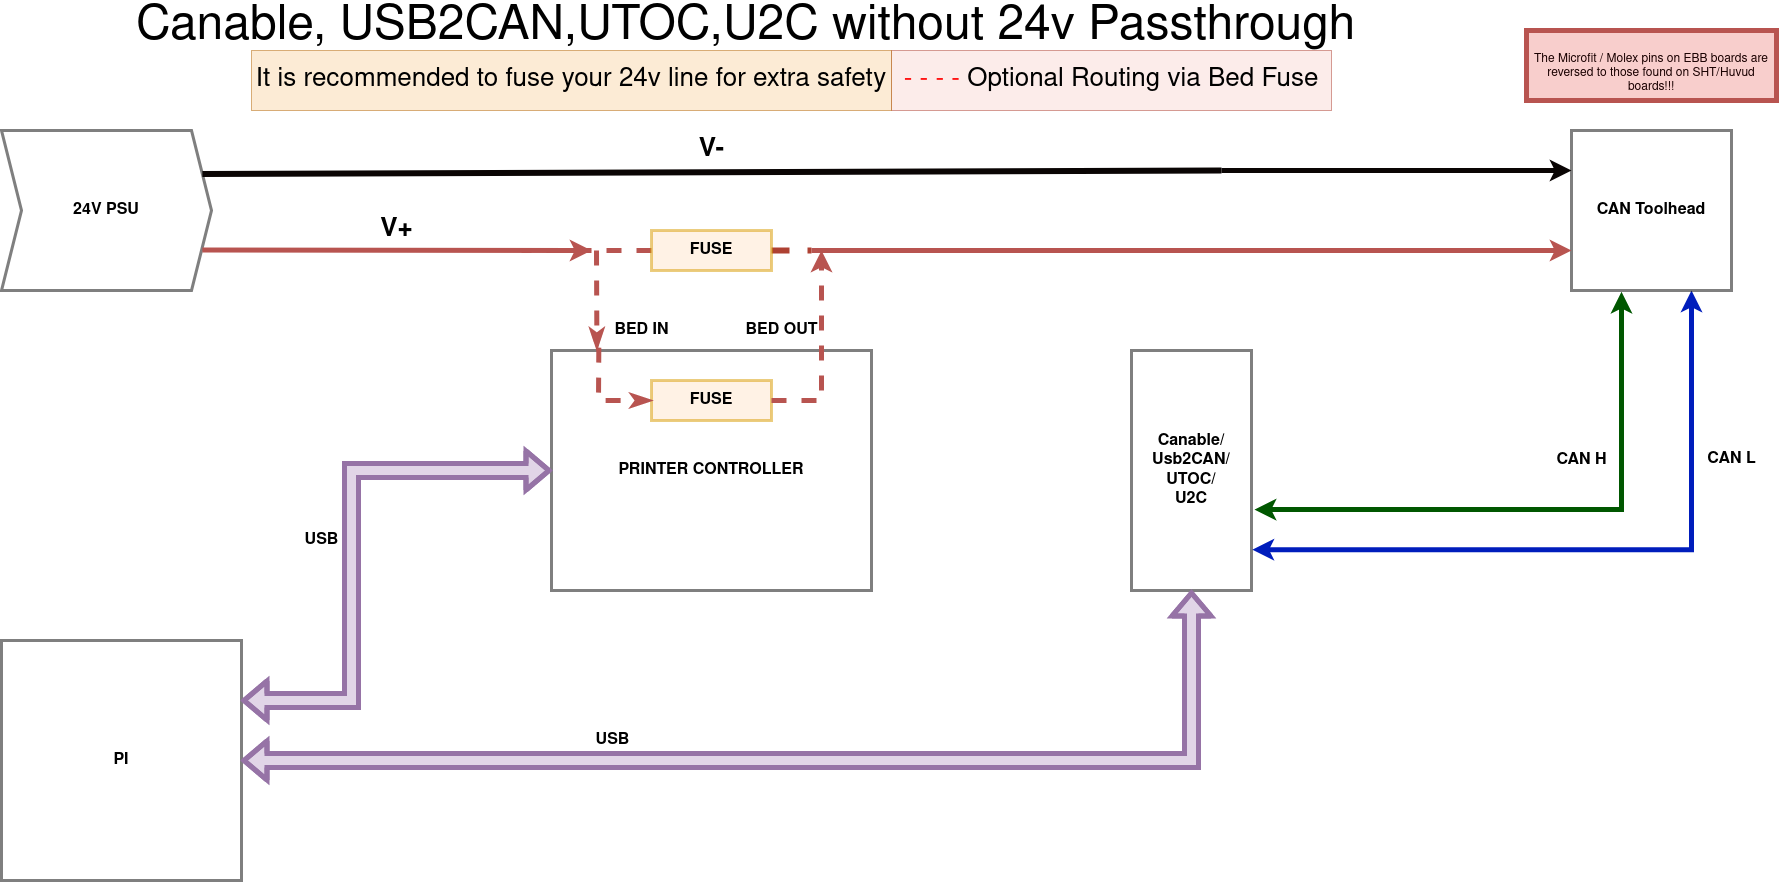 Canable, USB2CAN,UTOC,U2C without 24v Passthrough
It is recommended to fuse your 24v line for extra safety
- - - - Optional Routing via Bed Fuse
The Microfit / Molex pins on EBB boards are
reversed to those found on SHT/Huvud
boards!!!
V-
24V PSU
CAN Toolhead
V+
FUSE
BED IN
BED OUT
FUSE
PRINTER CONTROLLER
Canable/
Usb2CAN/
UTOC/
U2C
CAN H
CAN L
USB
USB
PI